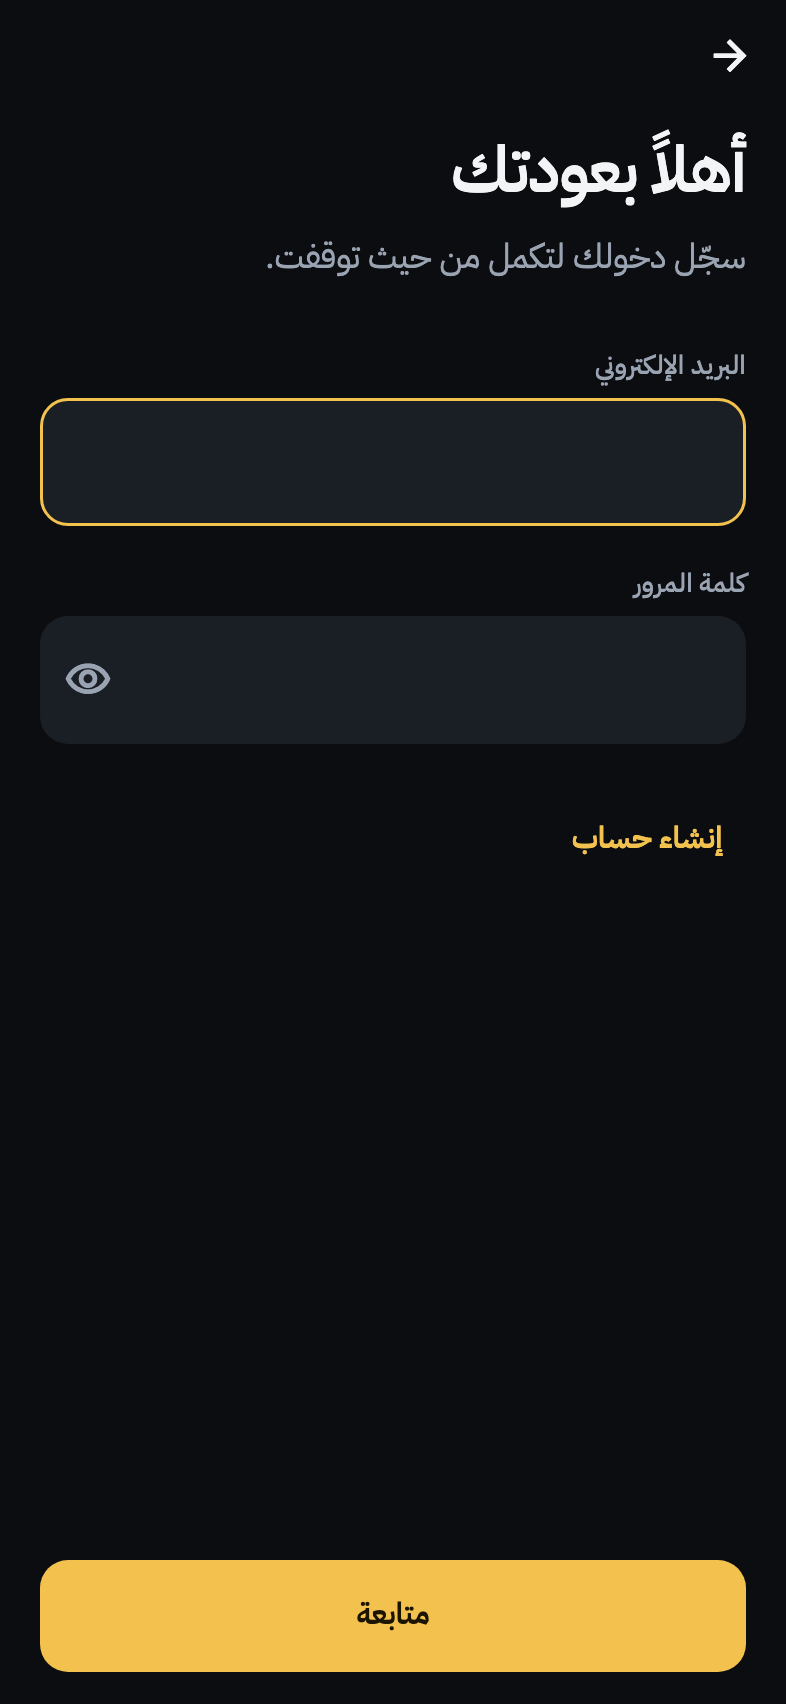 أهلاً بعودتك
سجّل دخولك لتكمل من حيث توقفت.
البريد الإلكتروني
كلمة المرور
إنشاء حساب
متابعة